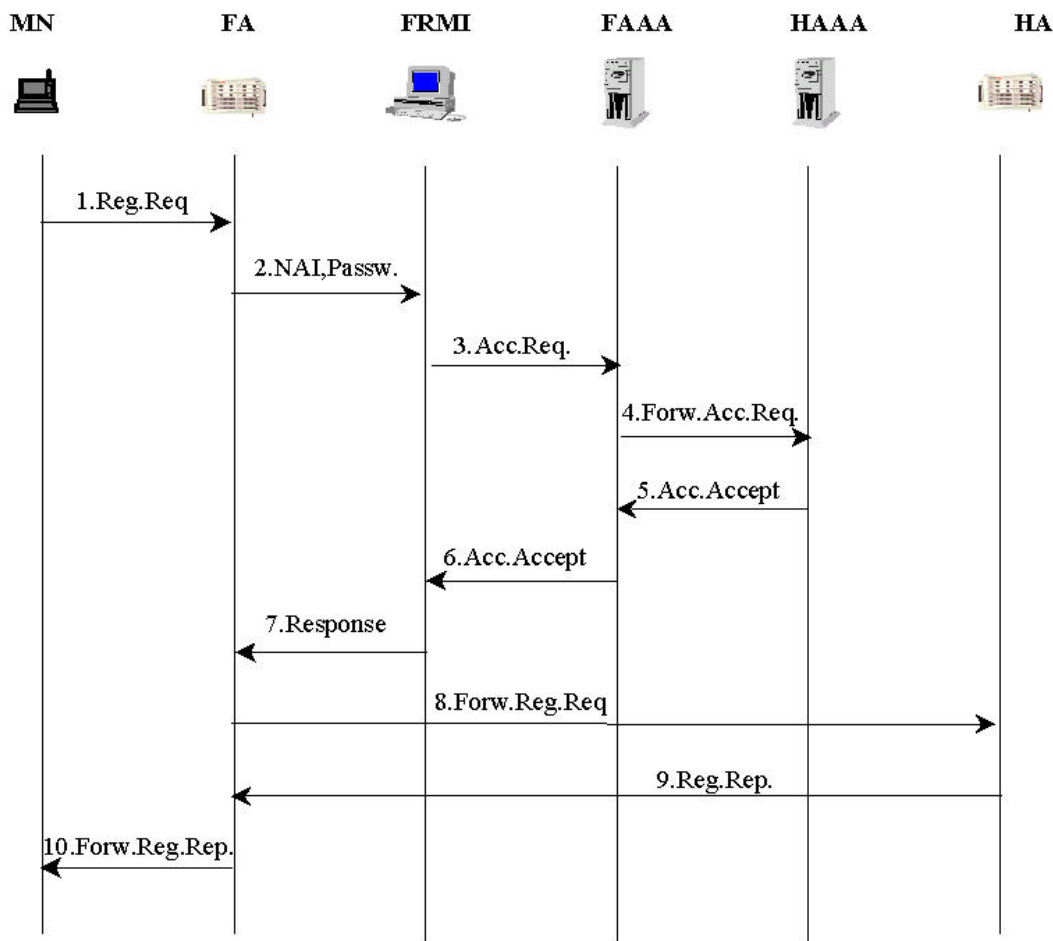 MN FA FRMI FAAA HAAA HA
1.Reg.Req
2.NAI,Passw.
3.Acc.Req.
4.Forw.Acc.Req.
5.Acc.Accept
6.Acc.Accept
7.Response
8.Forw.Reg.Req
9.Reg.Rep.
10.Forw.Reg.Rep.